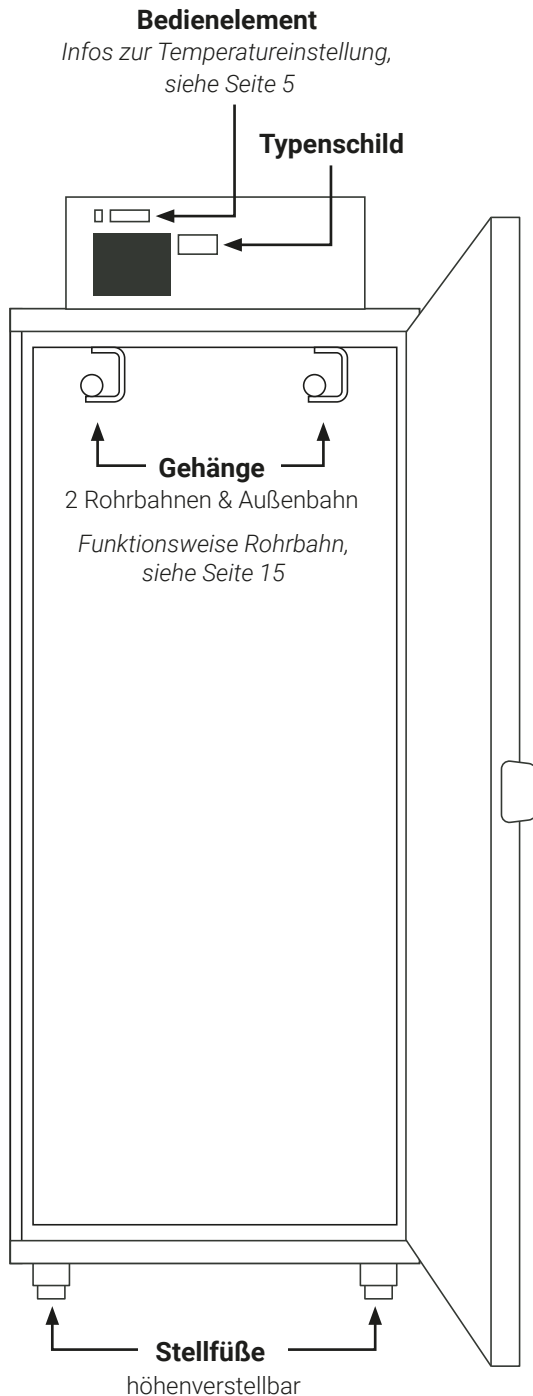 Bedienelement
Infos zur Temperatureinstellung,
siehe Seite 5
Typenschild
Gehänge
2 Rohrbahnen & Außenbahn
Funktionsweise Rohrbahn,
siehe Seite 15
Stellfüße
höhenverstellbar